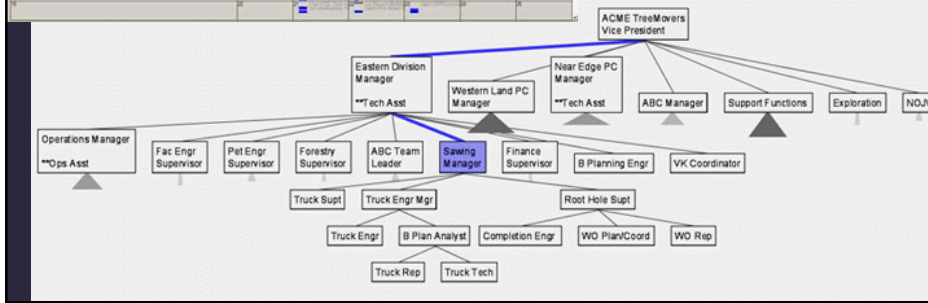 ACME TreeMovers
Vice President
Eastern Division
Manager
**Tech Asst
Western Land PC
Manager
Near Edge PC
Manager
**Tech Asst
ABC Manager
Support Functions
Exploration
Operations Manager
**Ops Asst
Fac Engr
Supervisor
Pet Engr
Supervisor
Forestry
Supervisor
ABC Team
Leader
Sawing
Manager
Finance
Supervisor
B Planning Engr
VK Coordinator
Truck Supt
Truck Engr Mgr
Root Hole Supt
Truck Engr
B Plan Analyst
Completion Engr
WO Plan/Coord
WO Rep
Truck Rep
Truck Tech